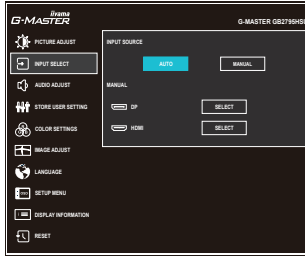 iiyama
G-MASTER
G-MASTER GB2795HSU
PICTURE ADJUST
INPUT SOURCE
INPUT SELECT
AUTO
MANUAL
AUDIO ADJUST
MANUAL
STORE USER SETTING
DP
SELECT
COLOR SETTINGS
HDMI
SELECT
IMAGE ADJUST
LANGUAGE
OSD
SETUP MENU
DISPLAY INFORMATION
RESET